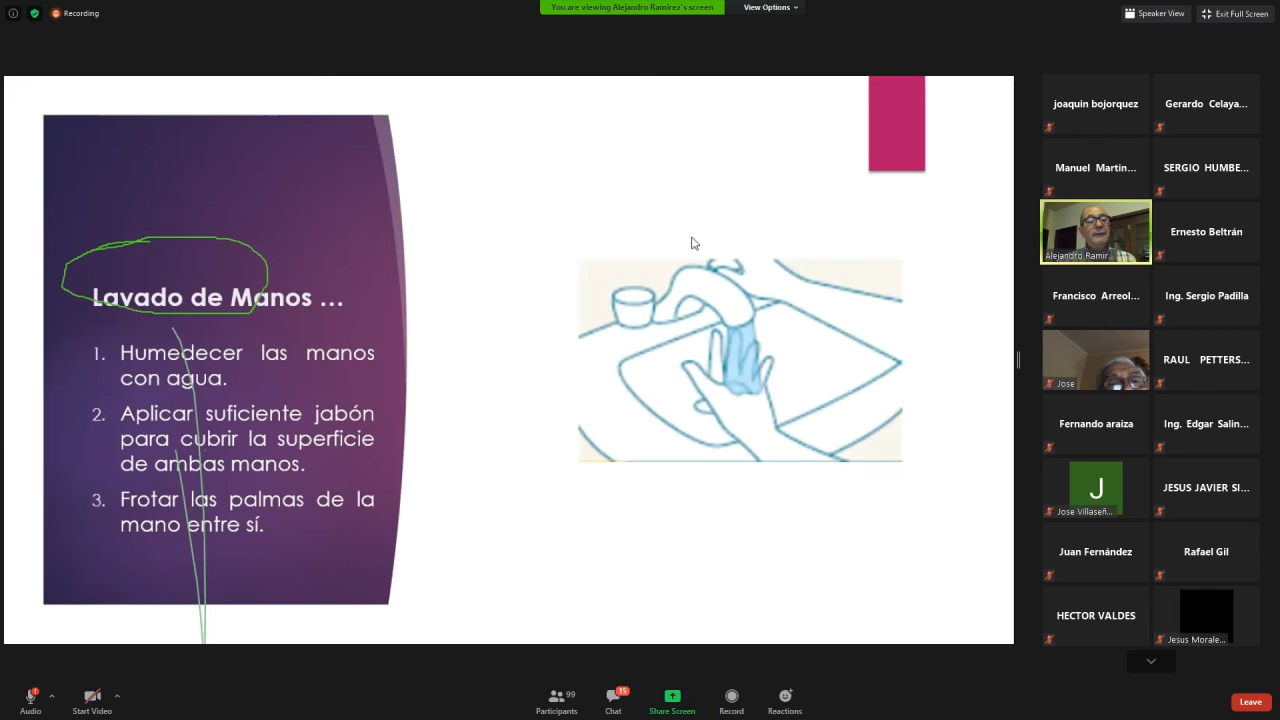 Recording
You are viewing Alejandro Ramirez's screen
View Options
Speaker View
Exit Full Screen
Lavado de Manos ...
1. Humedecer las manos
con agua.
2. Aplicar suficiente jabón
para cubrir la superficie
de ambas manos.
3. Frotar las palmas de la
mano entre sí.
joaquin bojorquez
Gerardo Celaya...
Manuel Martin...
SERGIO HUMBE...
Alejandro Ramir...
Ernesto Beltrán
Francisco Arreol...
Ing. Sergio Padilla
Jose
RAUL PETTERS...
Fernando araiza
Ing. Edgar Salin...
J
Jose Villaseñ...
JESUS JAVIER SI...
Juan Fernández
Rafael Gil
HECTOR VALDES
Jesus Morale...
1
Audio
Start Video
99
Participants
15
Chat
Share Screen
Record
Reactions
Leave